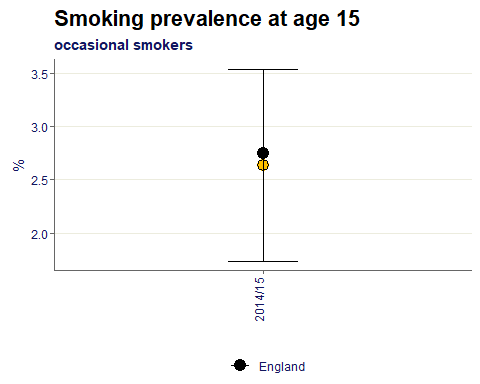 Smoking prevalence at age 15
occasional smokers
3.5
3.0
2.5
2.0
%
2014/15
England